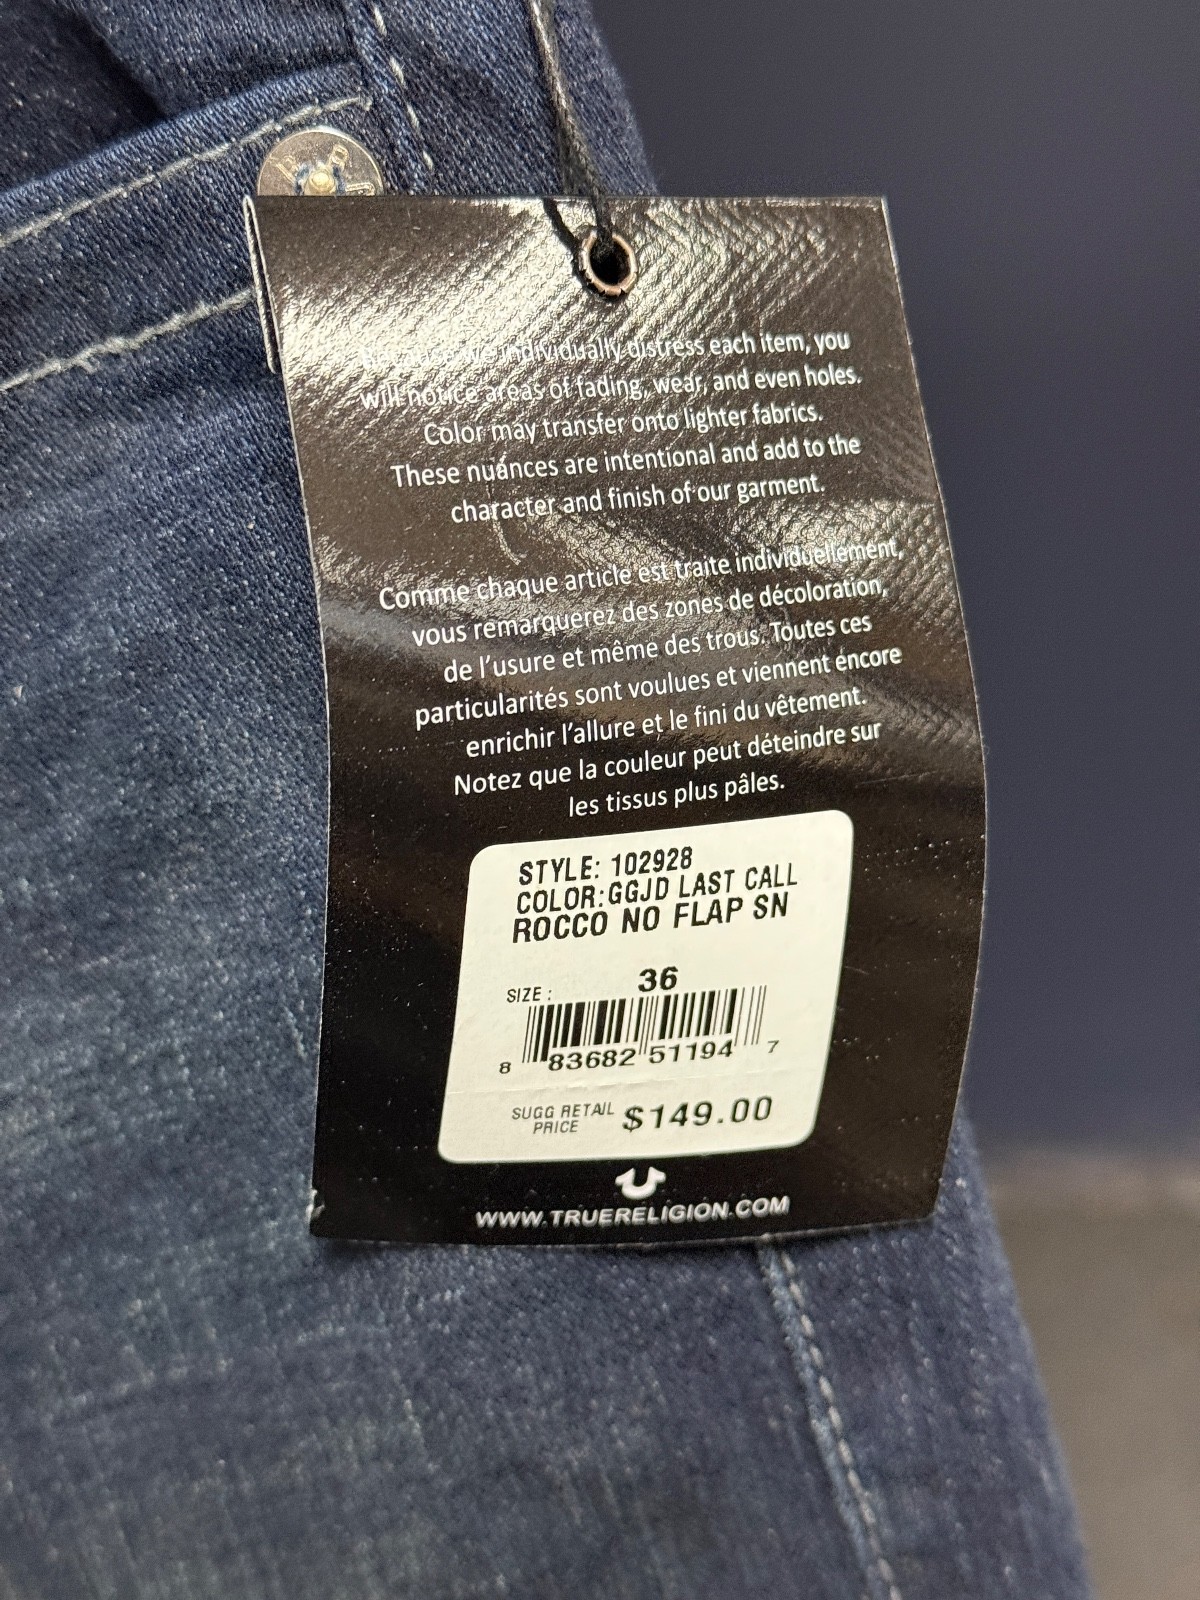 Because we individually distress each item, you
will notice areas of fading, wear, and even holes.
Color may transfer onto lighter fabrics.
These nuances are intentional and add to the
character and finish of our garment.
Comme chaque article est traite individuellement,
vous remarquerez des zones de décoloration,
de l'usure et même des trous. Toutes ces
particularités sont voulues et viennent encore
enrichir l'allure et le fini du vêtement.
Notez que la couleur peut déteindre sur
les tissus plus pâles.
STYLE: 102928
COLOR:GGJD LAST CALL
ROCCO NO FLAP SN
SIZE : 36
8 83682 51194 7
SUGG RETAIL PRICE $149.00
WWW.TRUERELIGION.COM